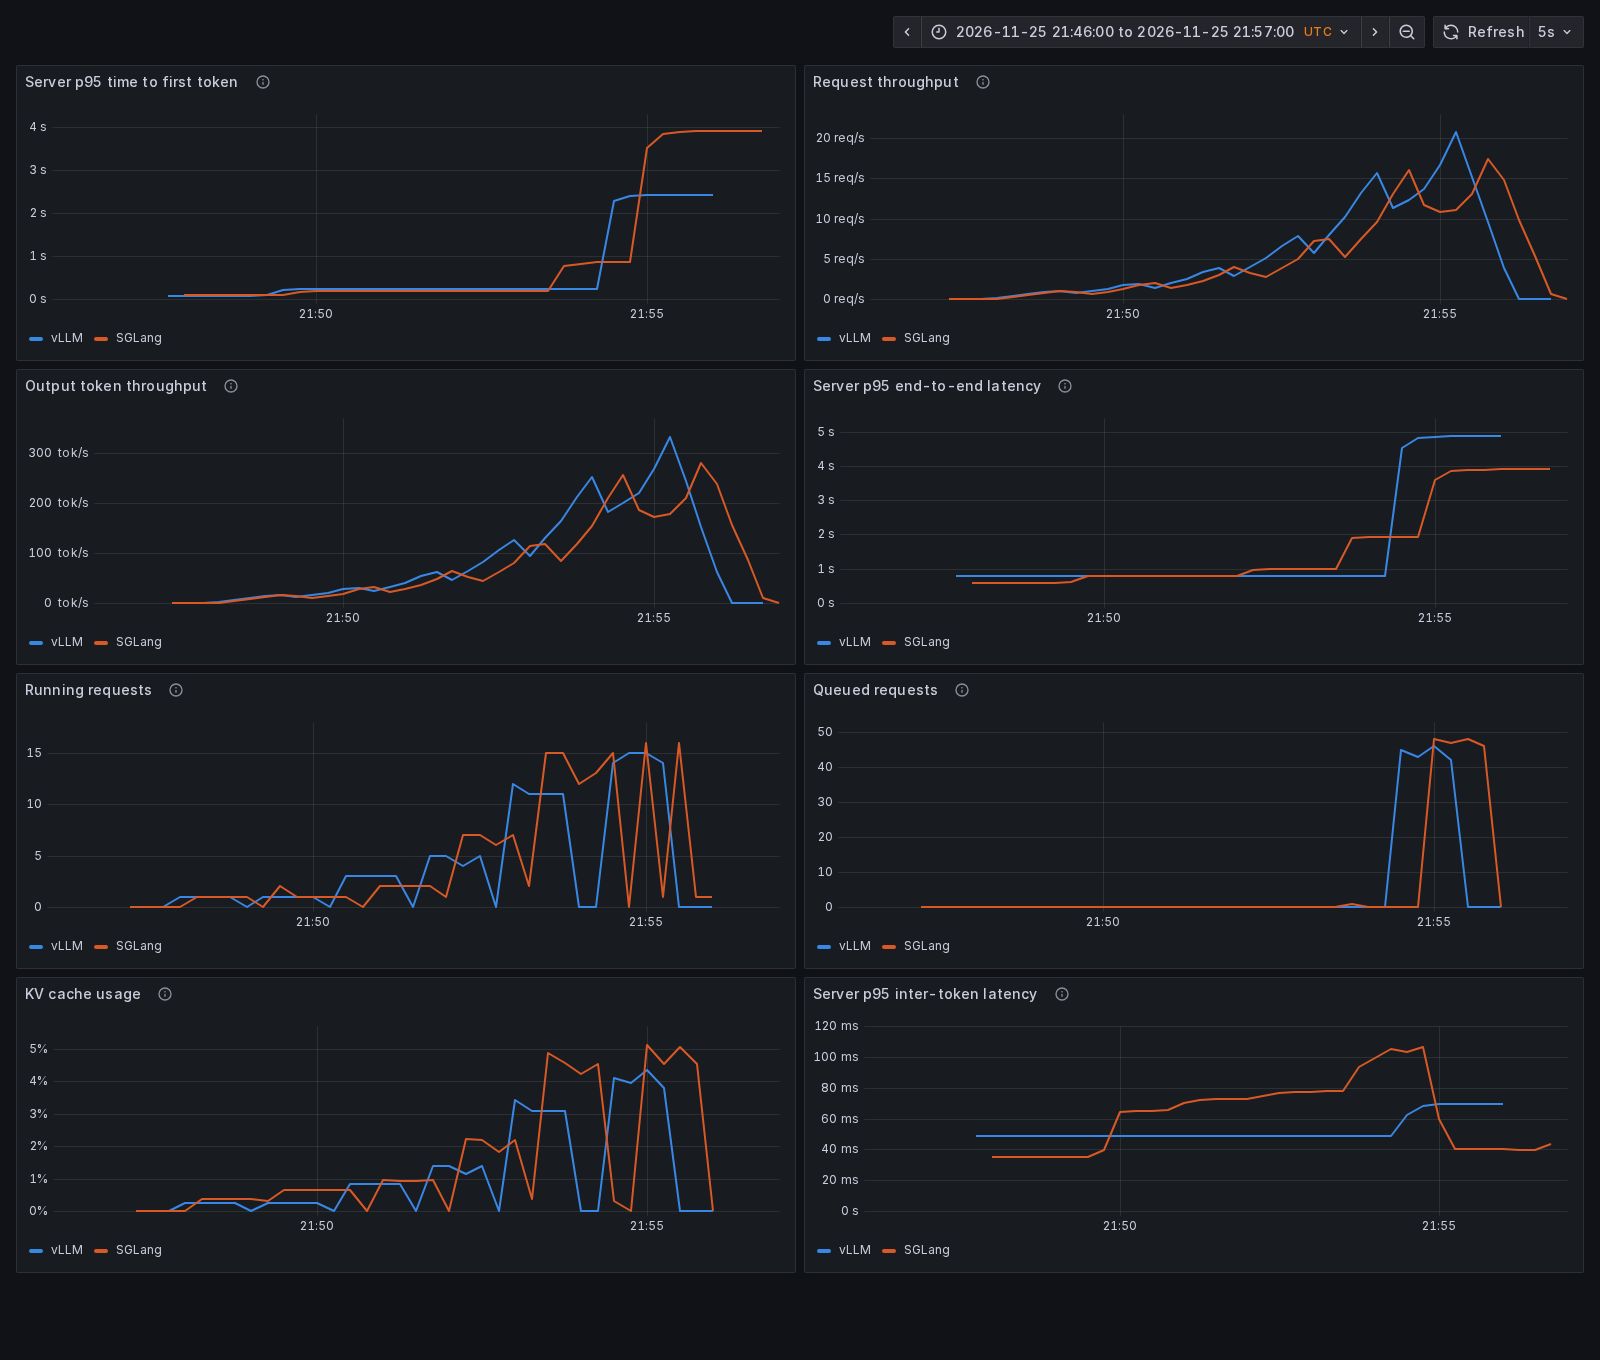 2026-11-25 21:46:00 to 2026-11-25 21:57:00 UTC Refresh 5s
Server p95 time to first token
4 s
3 s
2 s
1 s
0 s
21:50 21:55
vLLM SGLang
Request throughput
20 req/s
15 req/s
10 req/s
5 req/s
0 req/s
21:50 21:55
vLLM SGLang
Output token throughput
300 tok/s
200 tok/s
100 tok/s
0 tok/s
21:50 21:55
vLLM SGLang
Server p95 end-to-end latency
5 s
4 s
3 s
2 s
1 s
0 s
21:50 21:55
vLLM SGLang
Running requests
15
10
5
0
21:50 21:55
vLLM SGLang
Queued requests
50
40
30
20
10
0
21:50 21:55
vLLM SGLang
KV cache usage
5%
4%
3%
2%
1%
0%
21:50 21:55
vLLM SGLang
Server p95 inter-token latency
120 ms
100 ms
80 ms
60 ms
40 ms
20 ms
0 s
21:50 21:55
vLLM SGLang